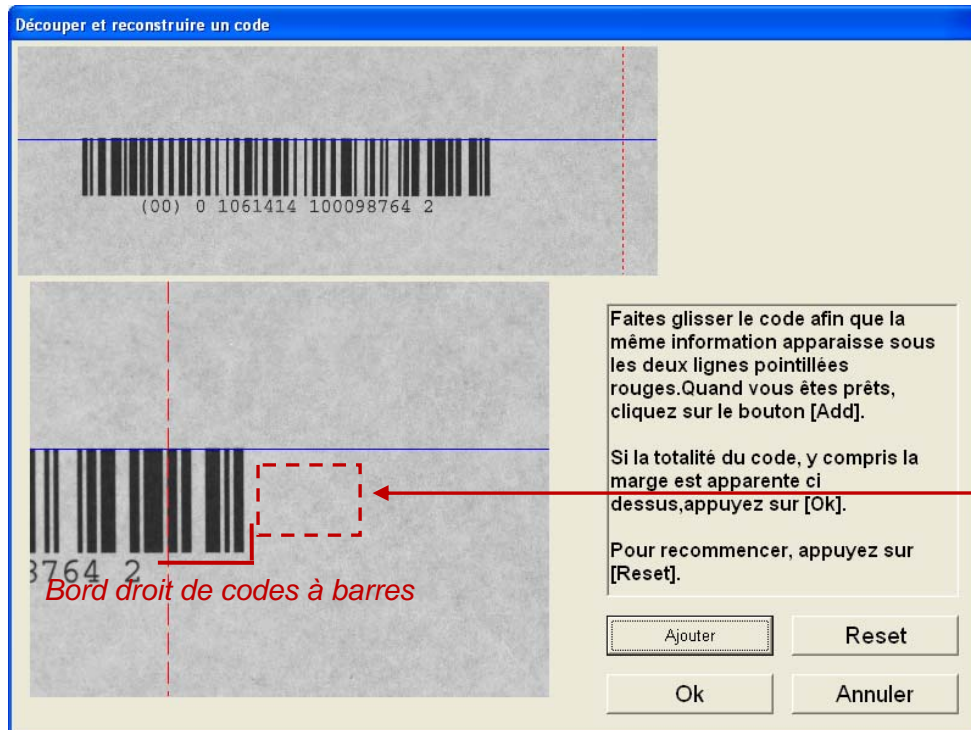 Découper et reconstruire un code
(00) 0 1061414 100098764 2
Faites glisser le code afin que la
même information apparaisse sous
les deux lignes pointillées
rouges.Quand vous êtes prêts,
cliquez sur le bouton [Add].
Si la totalité du code, y compris la
marge est apparente ci
dessus,appuyez sur [Ok].
Pour recommencer, appuyez sur
[Reset].
8764 2
Bord droit de codes à barres
Ajouter
Reset
Ok
Annuler